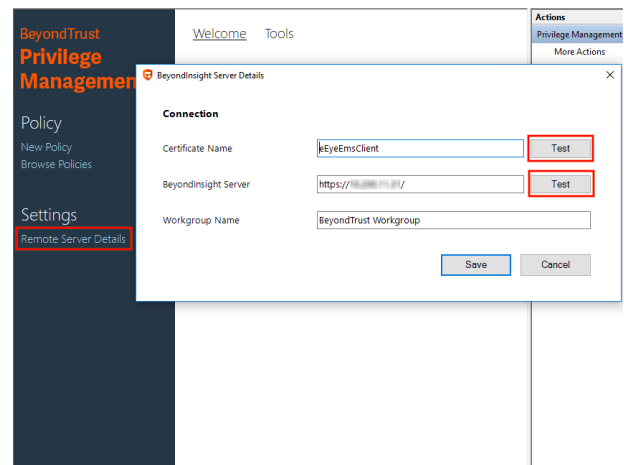 Actions
BeyondTrust
Welcome Tools
Privilege Management
Privilege
More Actions
Managemen
BeyondInsight Server Details
Connection
Policy
New Policy
Certificate Name eEyeEmsClient Test
Browse Policies
BeyondInsight Server https:// / Test
Settings
Workgroup Name BeyondTrust Workgroup
Remote Server Details
Save Cancel